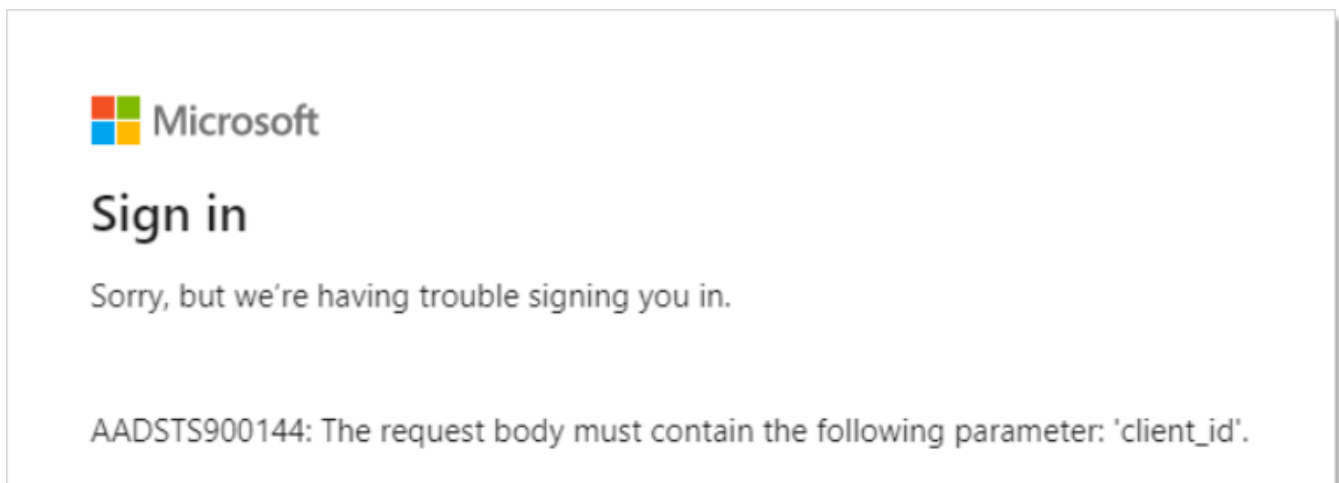 Microsoft
Sign in
Sorry, but we're having trouble signing you in.
AADSTS900144: The request body must contain the following parameter: 'client_id'.